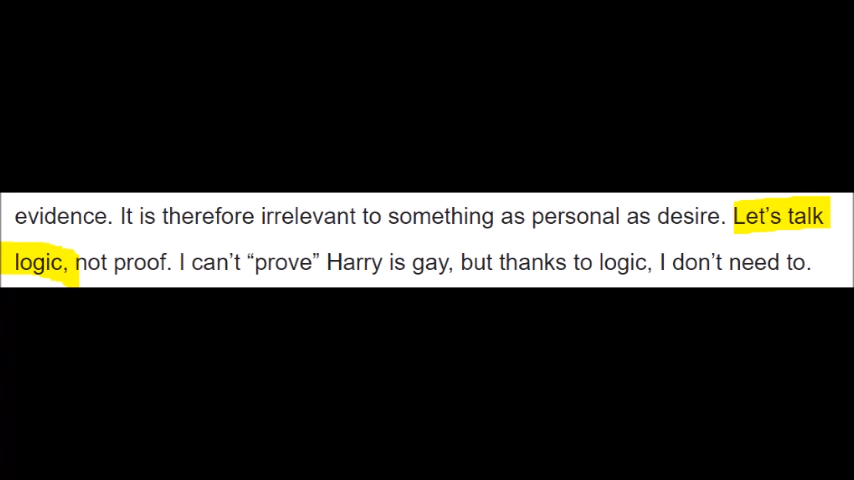 evidence. It is therefore irrelevant to something as personal as desire. Let’s talk
logic, not proof. I can’t “prove” Harry is gay, but thanks to logic, I don’t need to.